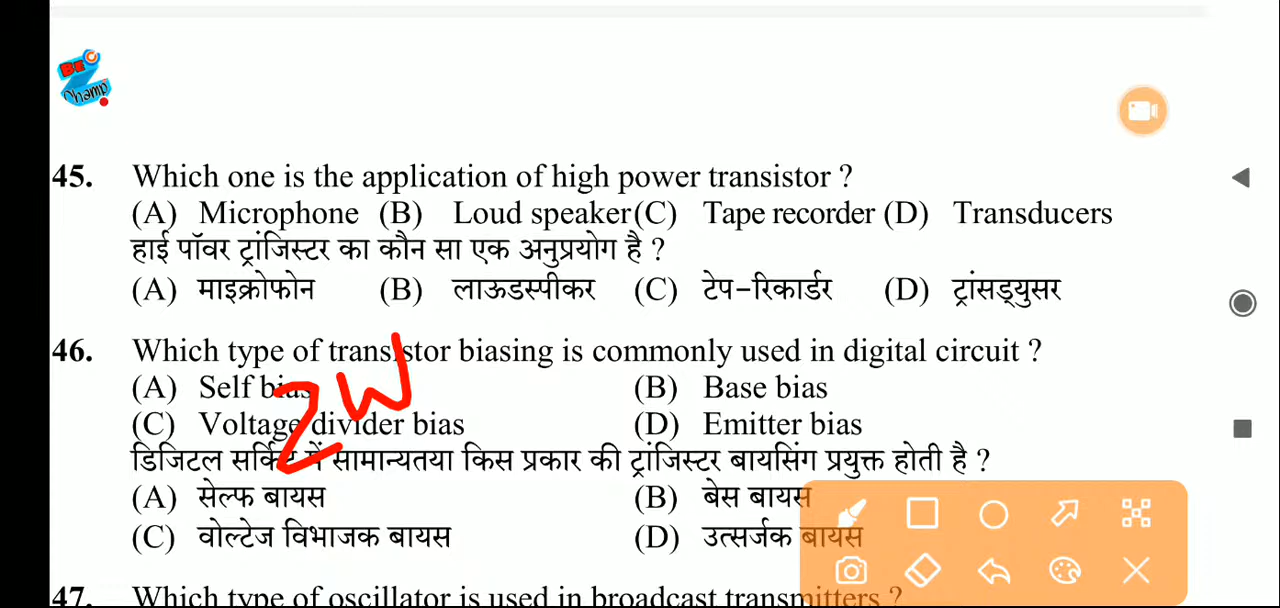 Be
Champ
45. Which one is the application of high power transistor ?
(A) Microphone (B) Loud speaker(C) Tape recorder (D) Transducers
हाई पॉवर ट्रांजिस्टर का कौन सा एक अनुप्रयोग है ?
(A) माइक्रोफोन (B) लाऊडस्पीकर (C) टेप-रिकार्डर (D) ट्रांसड्युसर
46. Which type of transistor biasing is commonly used in digital circuit ?
(A) Self bias (B) Base bias
2W
(C) Voltage divider bias (D) Emitter bias
डिजिटल सर्किट में सामान्यतया किस प्रकार की ट्रांजिस्टर बायसिंग प्रयुक्त होती है ?
(A) सेल्फ बायस (B) बेस बायस
(C) वोल्टेज विभाजक बायस (D) उत्सर्जक बायस
47. Which type of oscillator is used in broadcast transmitters ?